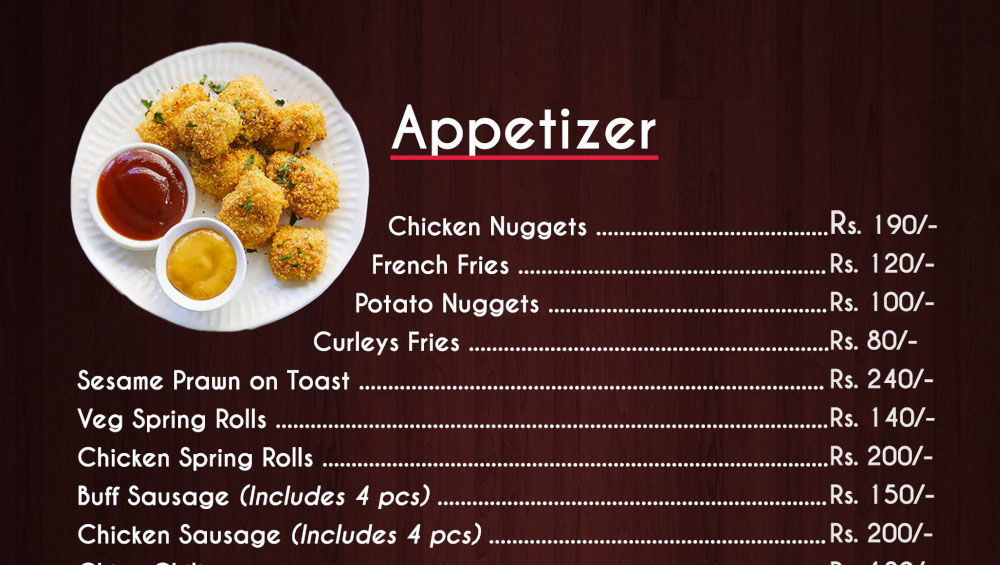 Appetizer
Chicken Nuggets ........................................Rs. 190/-
French Fries ........................................Rs. 120/-
Potato Nuggets ........................................Rs. 100/-
Curleys Fries ........................................Rs. 80/-
Sesame Prawn on Toast ........................................Rs. 240/-
Veg Spring Rolls ........................................Rs. 140/-
Chicken Spring Rolls ........................................Rs. 200/-
Buff Sausage (Includes 4 pcs) ........................................Rs. 150/-
Chicken Sausage (Includes 4 pcs) ........................................Rs. 200/-